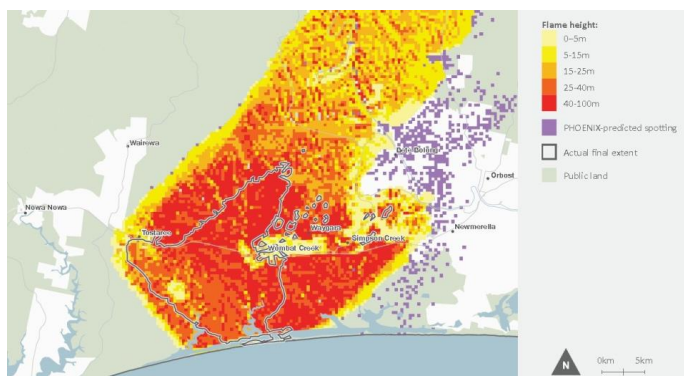 Flame height:
0–5m
5-15m
15-25m
25-40m
40-100m
PHOENIX-predicted spotting
Actual final extent
Public land
Wairewa
Orbost
Nowa Nowa
Tostaree
Waygara
Newmerella
Simpson Creek
Wombat Creek
N
0km 5km